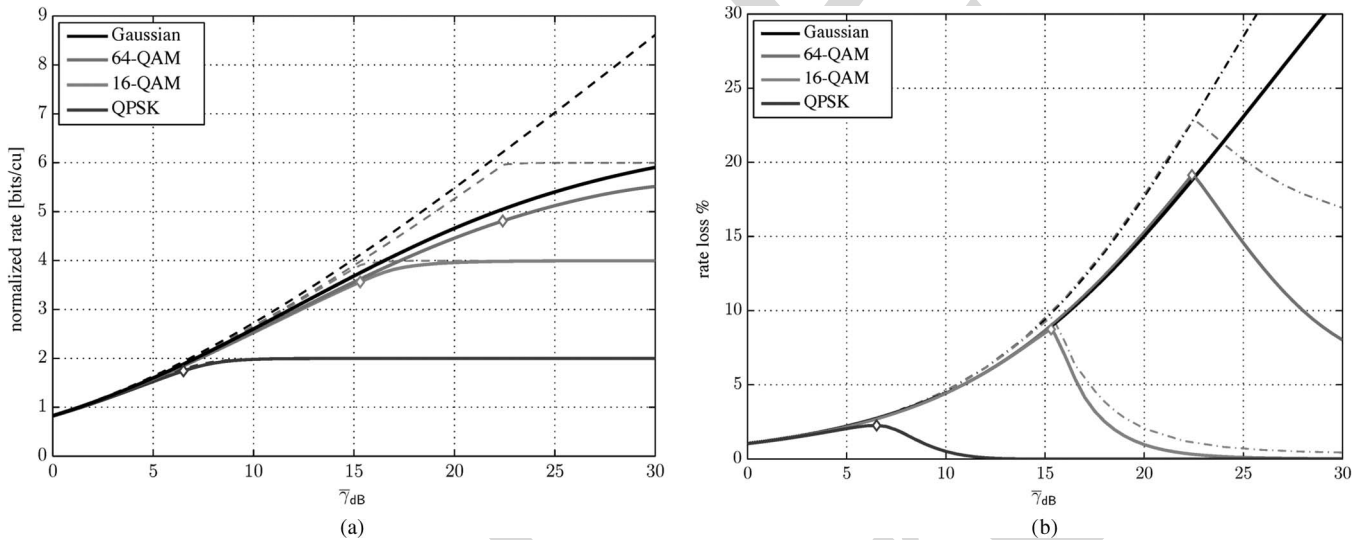 9
8
7
6
5
4
3
2
1
0
normalized rate [bits/cu]
Gaussian
64-QAM
16-QAM
QPSK
0 5 10 15 20 25 30
γ̅dB
(a)
30
25
20
15
10
5
0
rate loss %
Gaussian
64-QAM
16-QAM
QPSK
0 5 10 15 20 25 30
γ̅dB
(b)